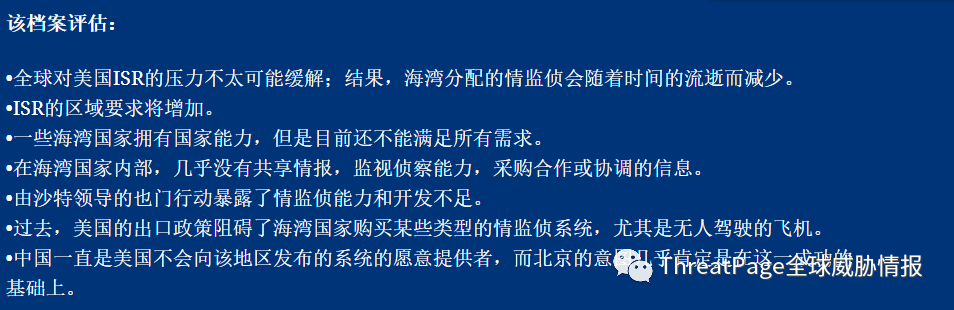 该档案评估：
•全球对美国ISR的压力不太可能缓解；结果，海湾分配的情监侦会随着时间的流逝而减少。
•ISR的区域要求将增加。
•一些海湾国家拥有国家能力，但是目前还不能满足所有需求。
•在海湾国家内部，几乎没有共享情报，监视侦察能力，采购合作或协调的信息。
•由沙特领导的也门行动暴露了情监侦能力和开发不足。
•过去，美国的出口政策阻碍了海湾国家购买某些类型的情监侦系统，尤其是无人驾驶的飞机。
•中国一直是美国不会向该地区发布的系统的愿意提供者，而北京的意图几乎肯定是在这一成功的
基础上。
ThreatPage全球威胁情报